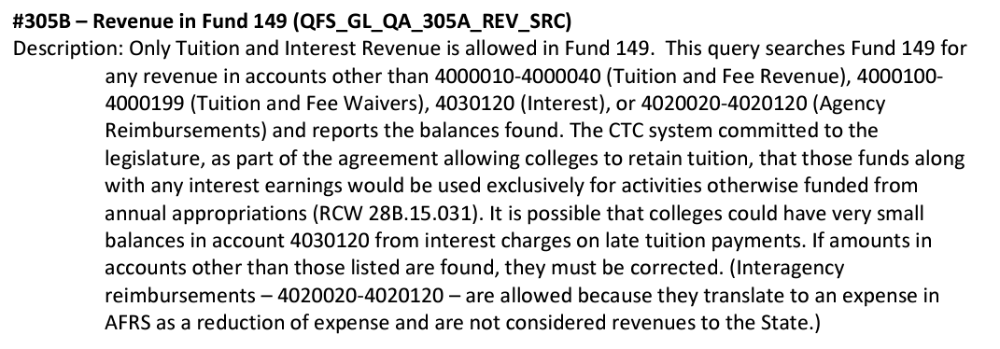 #305B – Revenue in Fund 149 (QFS_GL_QA_305A_REV_SRC)
Description: Only Tuition and Interest Revenue is allowed in Fund 149.  This query searches Fund 149 for
any revenue in accounts other than 4000010-4000040 (Tuition and Fee Revenue), 4000100-
4000199 (Tuition and Fee Waivers), 4030120 (Interest), or 4020020-4020120 (Agency
Reimbursements) and reports the balances found. The CTC system committed to the
legislature, as part of the agreement allowing colleges to retain tuition, that those funds along
with any interest earnings would be used exclusively for activities otherwise funded from
annual appropriations (RCW 28B.15.031). It is possible that colleges could have very small
balances in account 4030120 from interest charges on late tuition payments. If amounts in
accounts other than those listed are found, they must be corrected. (Interagency
reimbursements – 4020020-4020120 – are allowed because they translate to an expense in
AFRS as a reduction of expense and are not considered revenues to the State.)